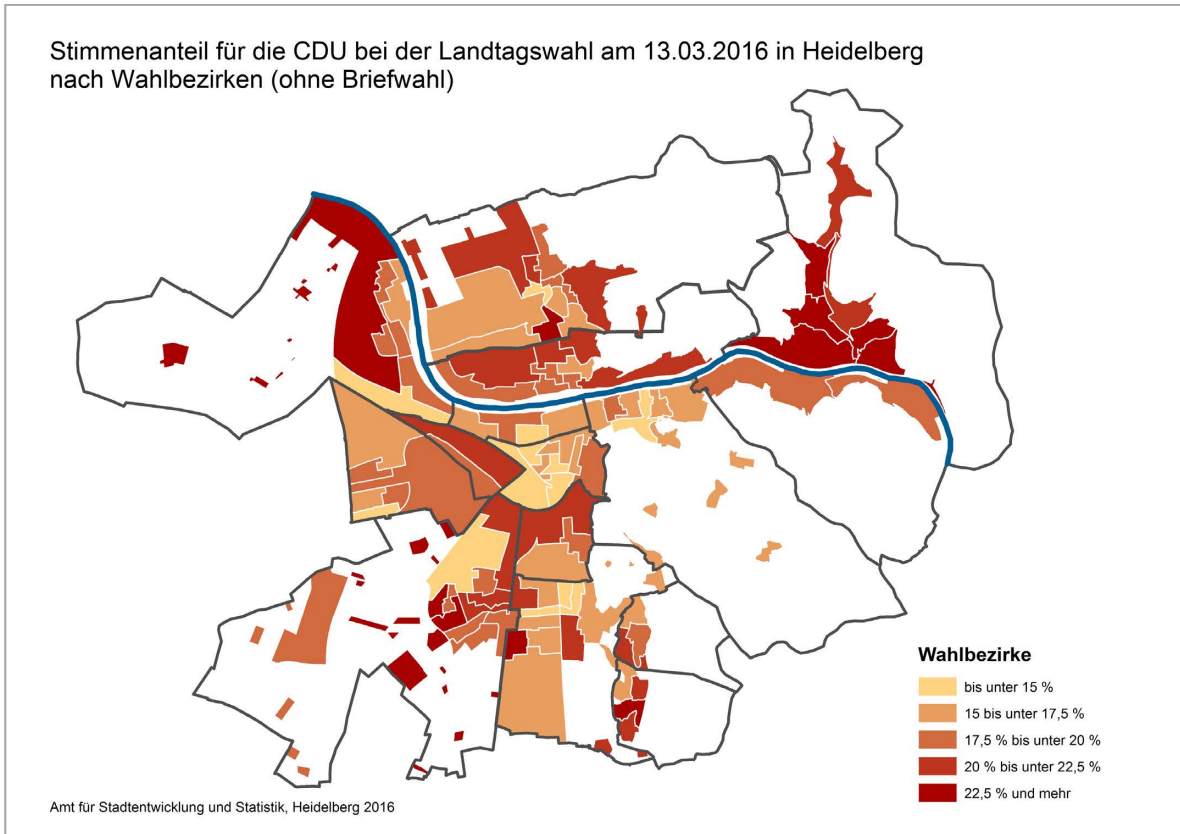 Stimmenanteil für die CDU bei der Landtagswahl am 13.03.2016 in Heidelberg
nach Wahlbezirken (ohne Briefwahl)
Wahlbezirke
bis unter 15 %
15 bis unter 17,5 %
17,5 % bis unter 20 %
20 % bis unter 22,5 %
22,5 % und mehr
Amt für Stadtentwicklung und Statistik, Heidelberg 2016